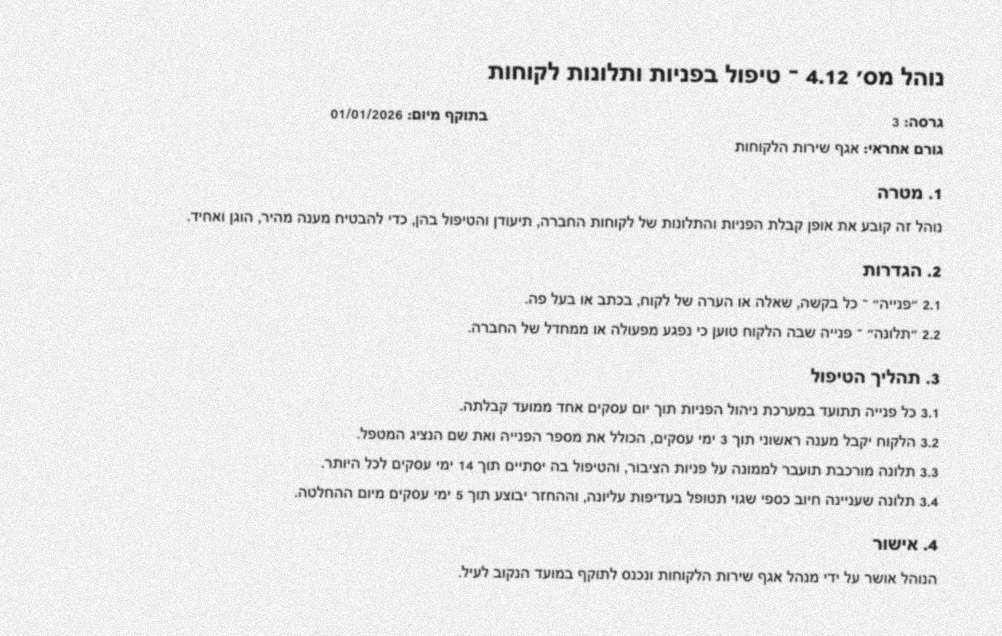 נוהל מס׳ 4.12 – טיפול בפניות ותלונות לקוחות
גרסה: 3 בתוקף מיום: 01/01/2026
גורם אחראי: אגף שירות הלקוחות
1. מטרה
נוהל זה קובע את אופן קבלת הפניות והתלונות של לקוחות החברה, תיעודן והטיפול בהן, כדי להבטיח מענה מהיר, הוגן ואחיד.
2. הגדרות
2.1 ״פנייה״ – כל בקשה, שאלה או הערה של לקוח, בכתב או בעל פה.
2.2 ״תלונה״ – פנייה שבה הלקוח טוען כי נפגע מפעולה או ממחדל של החברה.
3. תהליך הטיפול
3.1 כל פנייה תתועד במערכת ניהול הפניות תוך יום עסקים אחד ממועד קבלתה.
3.2 הלקוח יקבל מענה ראשוני תוך 3 ימי עסקים, הכולל את מספר הפנייה ואת שם הנציג המטפל.
3.3 תלונה מורכבת תועבר לממונה על פניות הציבור, והטיפול בה יסתיים תוך 14 ימי עסקים לכל היותר.
3.4 תלונה שעניינה חיוב כספי שגוי תטופל בעדיפות עליונה, וההחזר יבוצע תוך 5 ימי עסקים מיום ההחלטה.
4. אישור
הנוהל אושר על ידי מנהל אגף שירות הלקוחות ונכנס לתוקף במועד הנקוב לעיל.